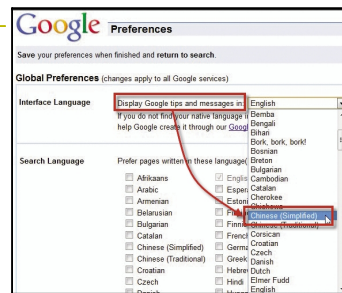 Google Preferences
Save your preferences when finished and return to search.
Global Preferences (changes apply to all Google services)
Interface Language
Display Google tips and messages in: English
If you do not find your native language i
help Google create it through our Googl
Bemba
Bengali
Bihari
Bork, bork, bork!
Bosnian
Breton
Bulgarian
Cambodian
Catalan
Cherokee
Chinese (Simplified)
Chinese (Traditional)
Corsican
Croatian
Czech
Danish
Dutch
Elmer Fudd
English
Search Language
Prefer pages written in these language(
Afrikaans Englis
Arabic Esper
Armenian Estoni
Belarusian
Bulgarian Finni
Catalan Frenc
Chinese (Simplified) Germa
Chinese (Traditional) Greek
Croatian Hebre
Czech Hindi